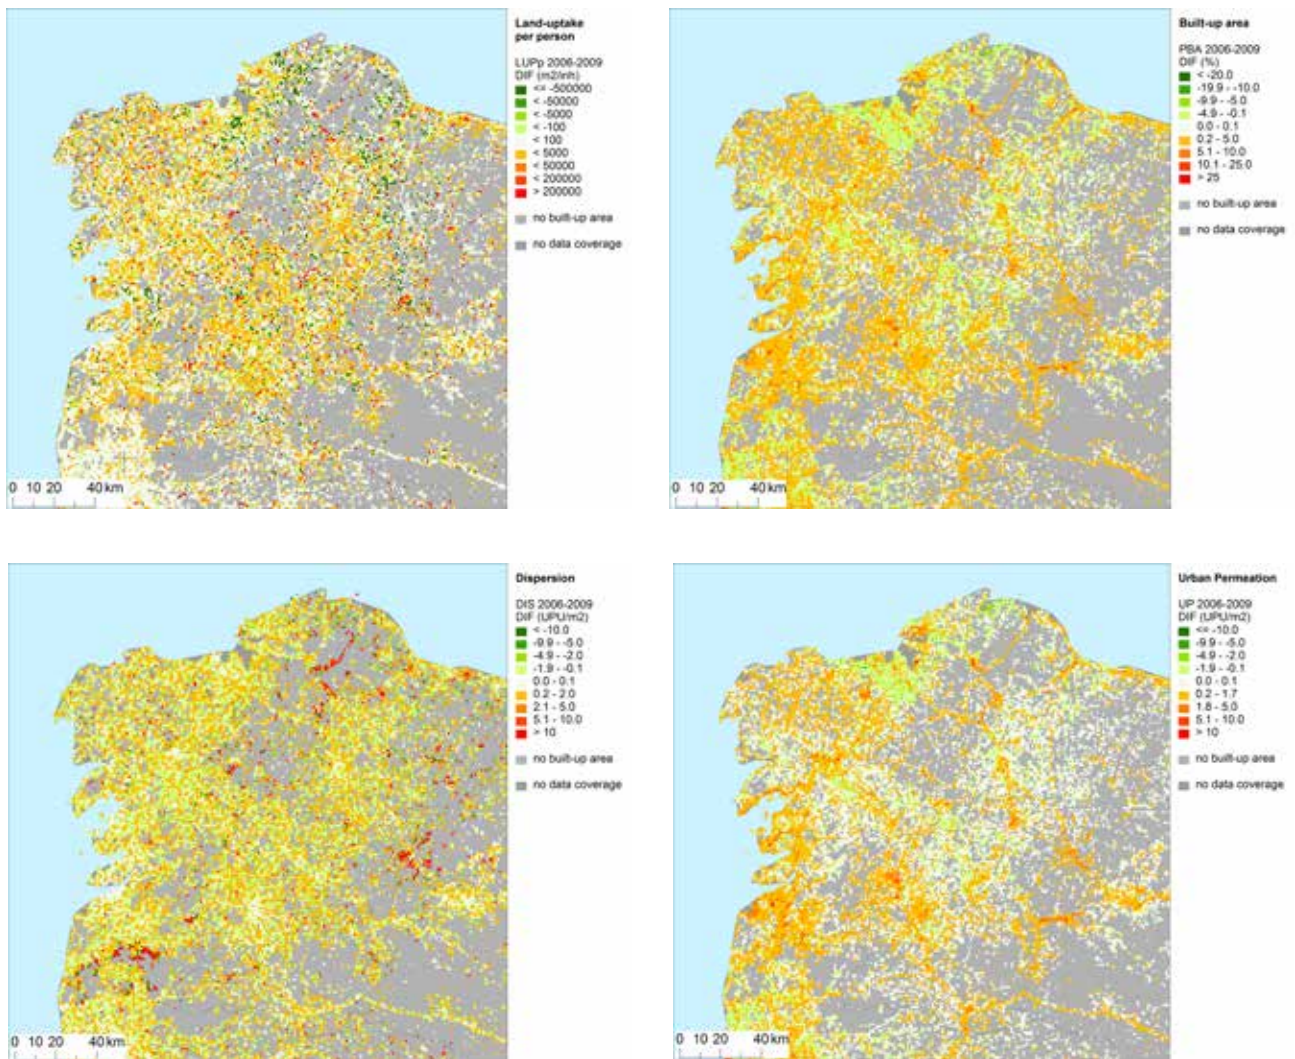 Land-uptake
per person
LUPp 2006-2009
DIF (m2/inh)
<= -500000
< -50000
< -5000
< -100
< 100
< 5000
< 50000
< 200000
> 200000
no built-up area
no data coverage
0 10 20 40 km
Built-up area
PBA 2006-2009
DIF (%)
< -20.0
-19.9 - -10.0
-9.9 - -5.0
-4.9 - -0.1
0.0 - 0.1
0.2 - 5.0
5.1 - 10.0
10.1 - 25.0
> 25
no built-up area
no data coverage
0 10 20 40 km
Dispersion
DIS 2006-2009
DIF (UPU/m2)
< -10.0
-9.9 - -5.0
-4.9 - -2.0
-1.9 - -0.1
0.0 - 0.1
0.2 - 2.0
2.1 - 5.0
5.1 - 10.0
> 10
no built-up area
no data coverage
0 10 20 40 km
Urban Permeation
UP 2006-2009
DIF (UPU/m2)
<= -10.0
-9.9 - -5.0
-4.9 - -2.0
-1.9 - -0.1
0.0 - 0.1
0.2 - 1.7
1.8 - 5.0
5.1 - 10.0
> 10
no built-up area
no data coverage
0 10 20 40 km